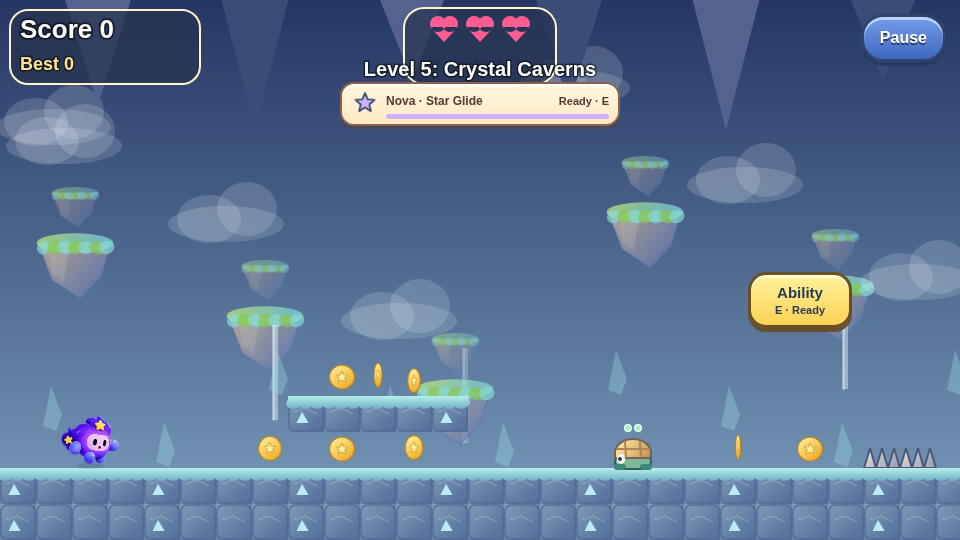 Score 0
Best 0
Level 5: Crystal Caverns
Nova · Star Glide
Ready · E
Pause
Ability
E · Ready